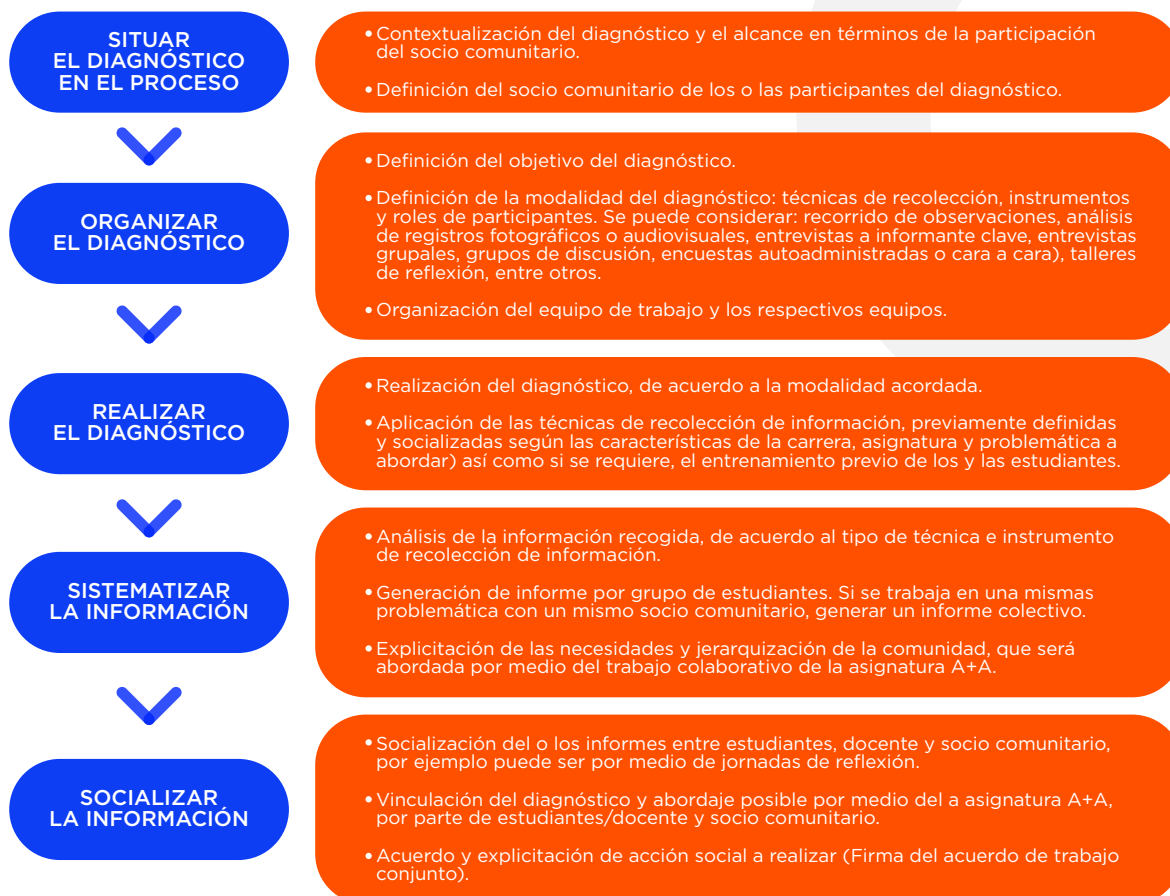 SITUAR
EL DIAGNÓSTICO
EN EL PROCESO
• Contextualización del diagnóstico y el alcance en términos de la participación
del socio comunitario.
• Definición del socio comunitario de los o las participantes del diagnóstico.
ORGANIZAR
EL DIAGNÓSTICO
• Definición del objetivo del diagnóstico.
• Definición de la modalidad del diagnóstico: técnicas de recolección, instrumentos
y roles de participantes. Se puede considerar: recorrido de observaciones, análisis
de registros fotográficos o audiovisuales, entrevistas a informante clave, entrevistas
grupales, grupos de discusión, encuestas autoadministradas o cara a cara), talleres
de reflexión, entre otros.
• Organización del equipo de trabajo y los respectivos equipos.
REALIZAR
EL DIAGNÓSTICO
• Realización del diagnóstico, de acuerdo a la modalidad acordada.
• Aplicación de las técnicas de recolección de información, previamente definidas
y socializadas según las características de la carrera, asignatura y problemática a
abordar) así como si se requiere, el entrenamiento previo de los y las estudiantes.
SISTEMATIZAR
LA INFORMACIÓN
• Análisis de la información recogida, de acuerdo al tipo de técnica e instrumento
de recolección de información.
• Generación de informe por grupo de estudiantes. Si se trabaja en una mismas
problemática con un mismo socio comunitario, generar un informe colectivo.
• Explicitación de las necesidades y jerarquización de la comunidad, que será
abordada por medio del trabajo colaborativo de la asignatura A+A.
SOCIALIZAR
LA INFORMACIÓN
• Socialización del o los informes entre estudiantes, docente y socio comunitario,
por ejemplo puede ser por medio de jornadas de reflexión.
• Vinculación del diagnóstico y abordaje posible por medio del a asignatura A+A,
por parte de estudiantes/docente y socio comunitario.
• Acuerdo y explicitación de acción social a realizar (Firma del acuerdo de trabajo
conjunto).